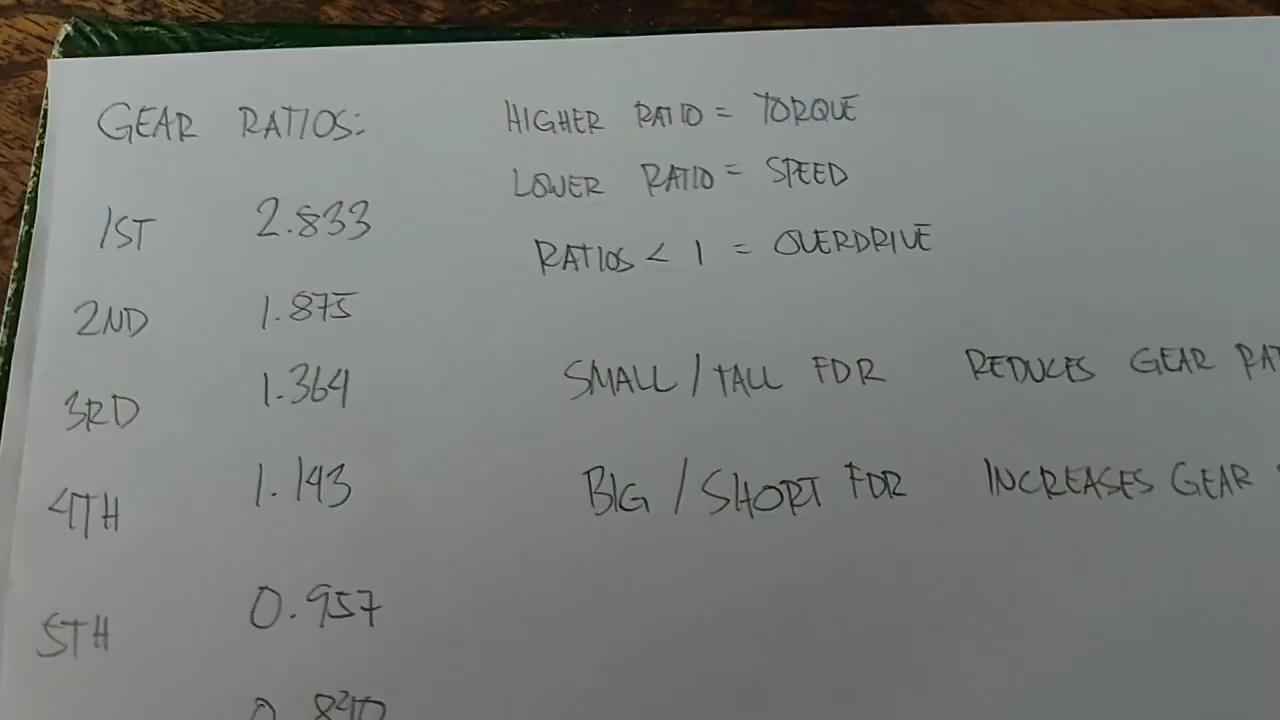 GEAR RATIOS:
1ST 2.833
2ND 1.875
3RD 1.364
4TH 1.143
5TH 0.957
HIGHER RATIO = TORQUE
LOWER RATIO = SPEED
RATIOS < 1 = OVERDRIVE
SMALL / TALL FDR REDUCES GEAR
BIG / SHORT FDR INCREASES GEAR